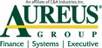 An affiliate of C&A Industries, Inc.
AUREUS
GROUP
Finance | Systems | Executive